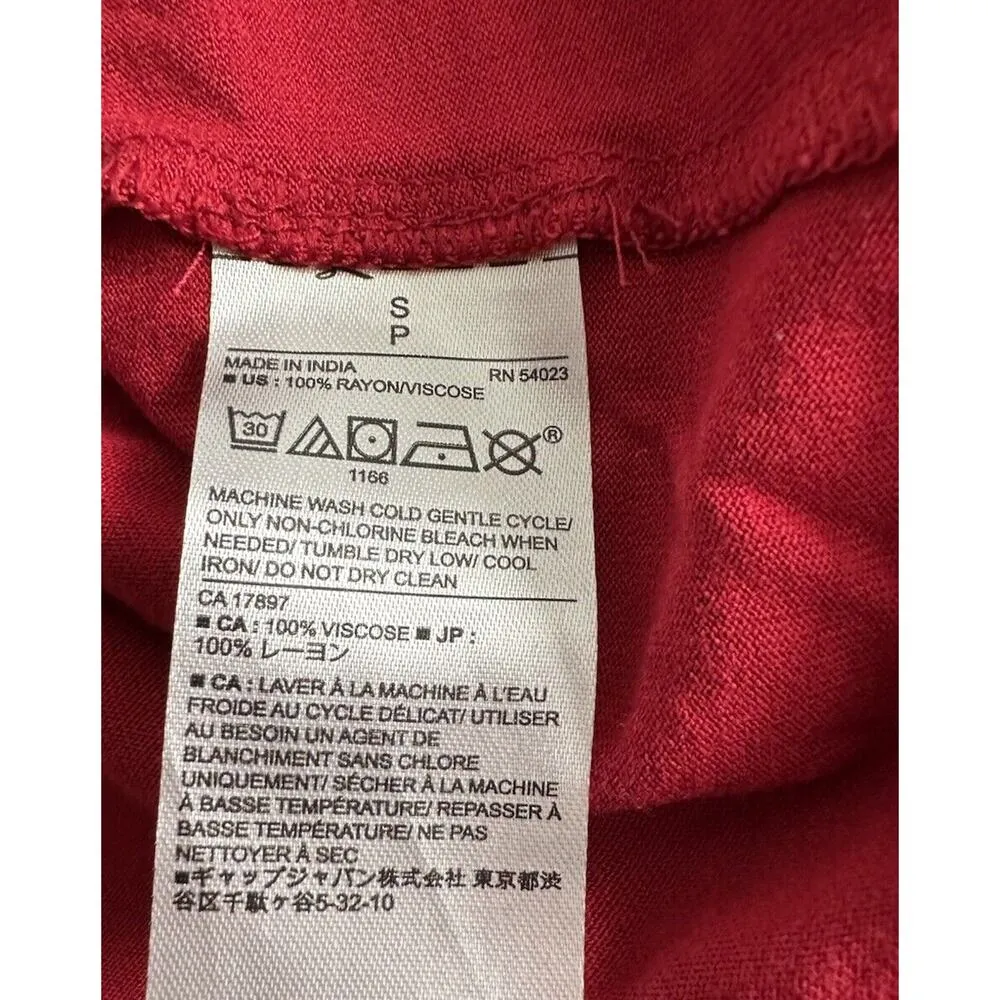 S
P
MADE IN INDIA RN 54023
■ US : 100% RAYON/VISCOSE
30 ®
1166
MACHINE WASH COLD GENTLE CYCLE/
ONLY NON-CHLORINE BLEACH WHEN
NEEDED/ TUMBLE DRY LOW/ COOL
IRON/ DO NOT DRY CLEAN
CA 17897
■ CA : 100% VISCOSE ■ JP :
100% レーヨン
■ CA : LAVER À LA MACHINE À L'EAU
FROIDE AU CYCLE DÉLICAT/ UTILISER
AU BESOIN UN AGENT DE
BLANCHIMENT SANS CHLORE
UNIQUEMENT/ SÉCHER À LA MACHINE
À BASSE TEMPÉRATURE/ REPASSER À
BASSE TEMPÉRATURE/ NE PAS
NETTOYER À SEC
■ギャップジャパン株式会社 東京都渋
谷区千駄ヶ谷5-32-10